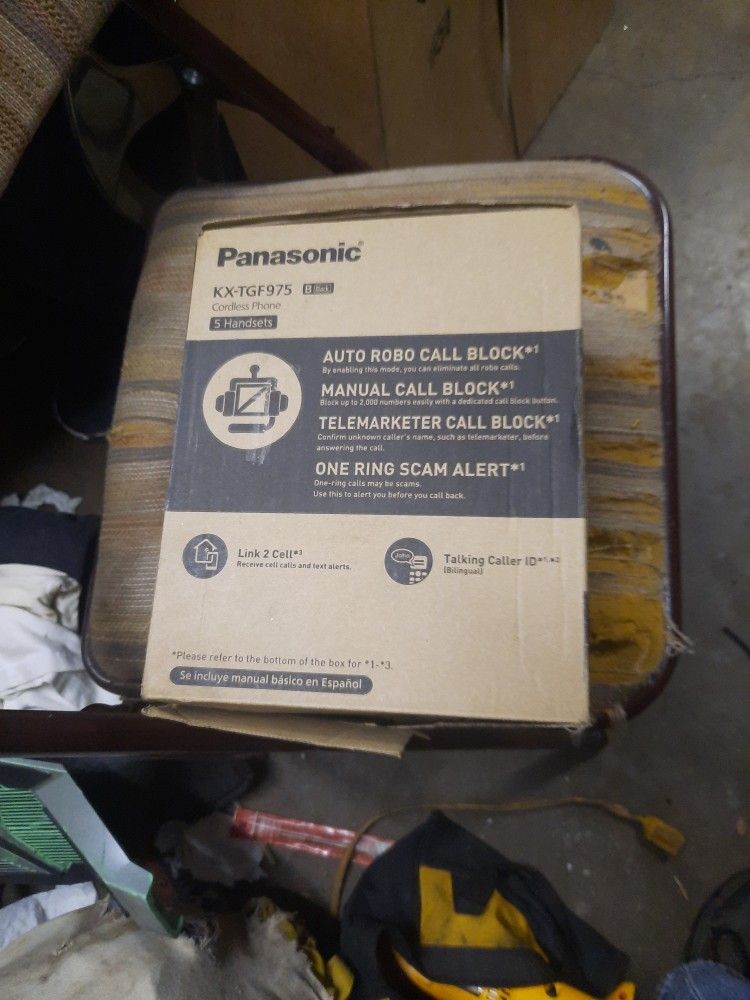 Panasonic®
KX-TGF975 B (Black)
Cordless Phone
5 Handsets
AUTO ROBO CALL BLOCK*1
By enabling this mode, you can eliminate all robo calls.
MANUAL CALL BLOCK*1
Block up to 2,000 numbers easily with a dedicated call block button.
TELEMARKETER CALL BLOCK*1
Confirm unknown caller's name, such as telemarketer, before
answering the call.
ONE RING SCAM ALERT*1
One-ring calls may be scams.
Use this to alert you before you call back.
Link 2 Cell*3
Receive cell calls and text alerts.
John
Talking Caller ID*1,*2
(Bilingual)
*Please refer to the bottom of the box for *1-*3.
Se incluye manual básico en Español